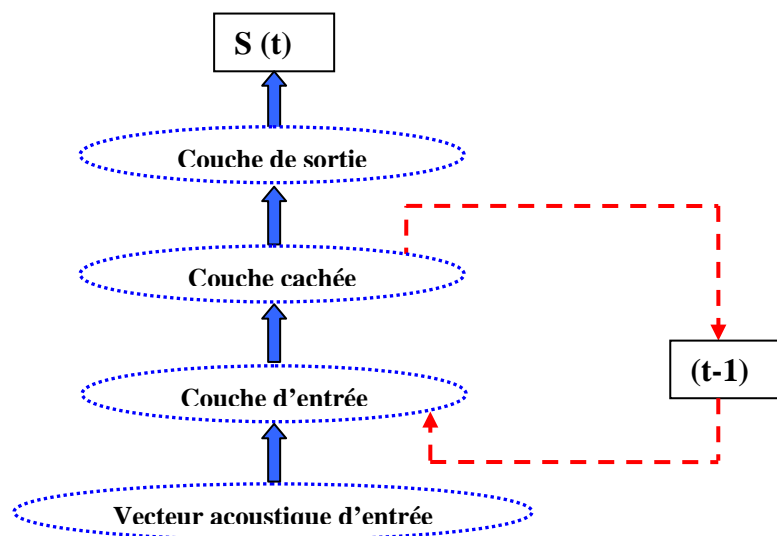 S (t)
Couche de sortie
Couche cachée
(t-1)
Couche d'entrée
Vecteur acoustique d'entrée